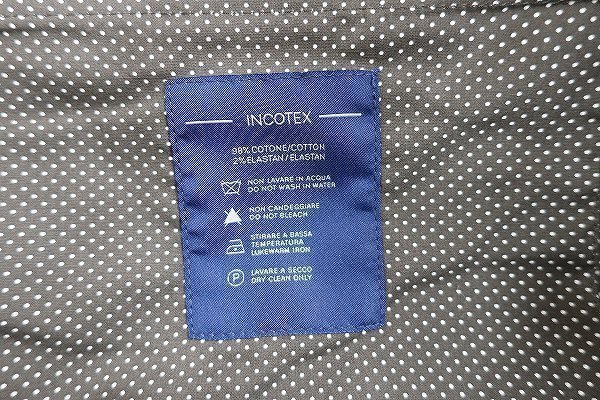 INCOTEX
98% COTONE/COTTON
2% ELASTAN/ELASTAN
NON LAVARE IN ACQUA
DO NOT WASH IN WATER
NON CANDEGGIARE
DO NOT BLEACH
STIRARE A BASSA
TEMPERATURA
LUKEWARM IRON
P
LAVARE A SECCO
DRY CLEAN ONLY